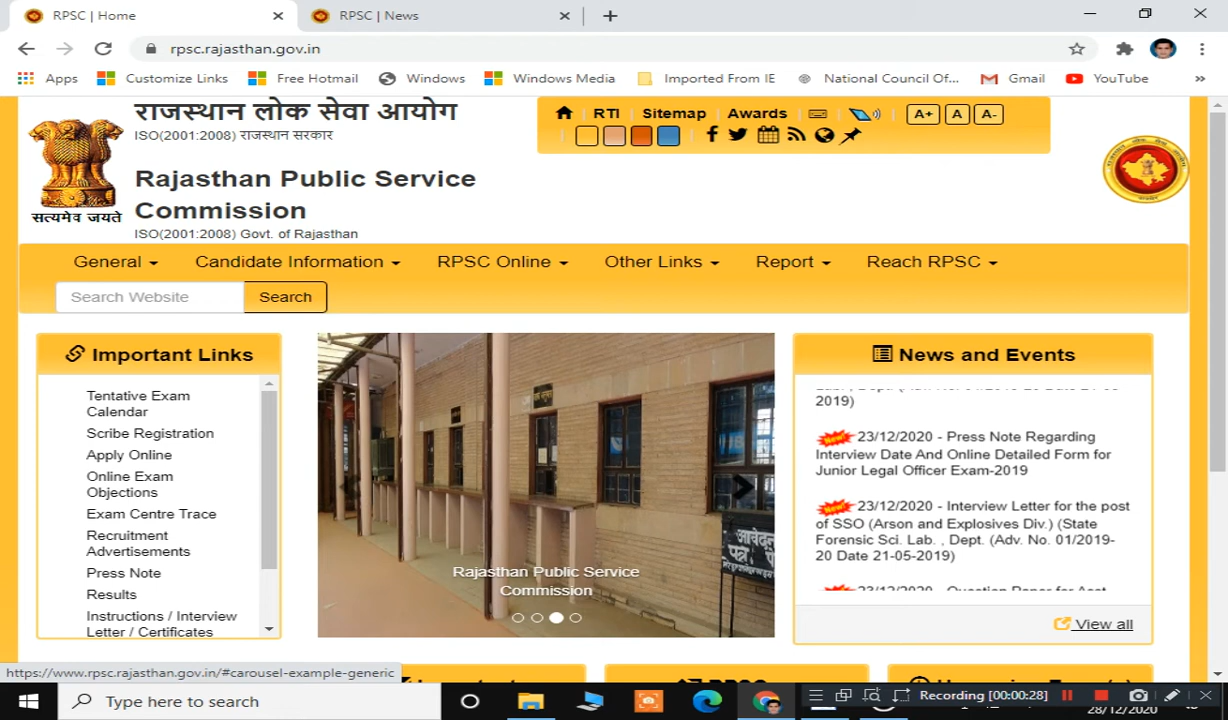 RPSC | Home
RPSC | News
rpsc.rajasthan.gov.in
Apps
Customize Links
Free Hotmail
Windows
Windows Media
Imported From IE
National Council Of...
Gmail
YouTube
»
राजस्थान लोक सेवा आयोग
ISO(2001:2008) राजस्थान सरकार
सत्यमेव जयते
Rajasthan Public Service
Commission
ISO(2001:2008) Govt. of Rajasthan
RTI
Sitemap
Awards
A+
A
A-
General
Candidate Information
RPSC Online
Other Links
Report
Reach RPSC
Search Website
Search
Important Links
Tentative Exam
Calendar
Scribe Registration
Apply Online
Online Exam
Objections
Exam Centre Trace
Recruitment
Advertisements
Press Note
Results
Instructions / Interview
Letter / Certificates
Rajasthan Public Service
Commission
News and Events
2019)
New 23/12/2020 - Press Note Regarding
Interview Date And Online Detailed Form for
Junior Legal Officer Exam-2019
New 23/12/2020 - Interview Letter for the post
of SSO (Arson and Explosives Div.) (State
Forensic Sci. Lab. , Dept. (Adv. No. 01/2019-
20 Date 21-05-2019)
View all
https://www.rpsc.rajasthan.gov.in/#carousel-example-generic
Type here to search
Recording [00:00:28]
28/12/2020